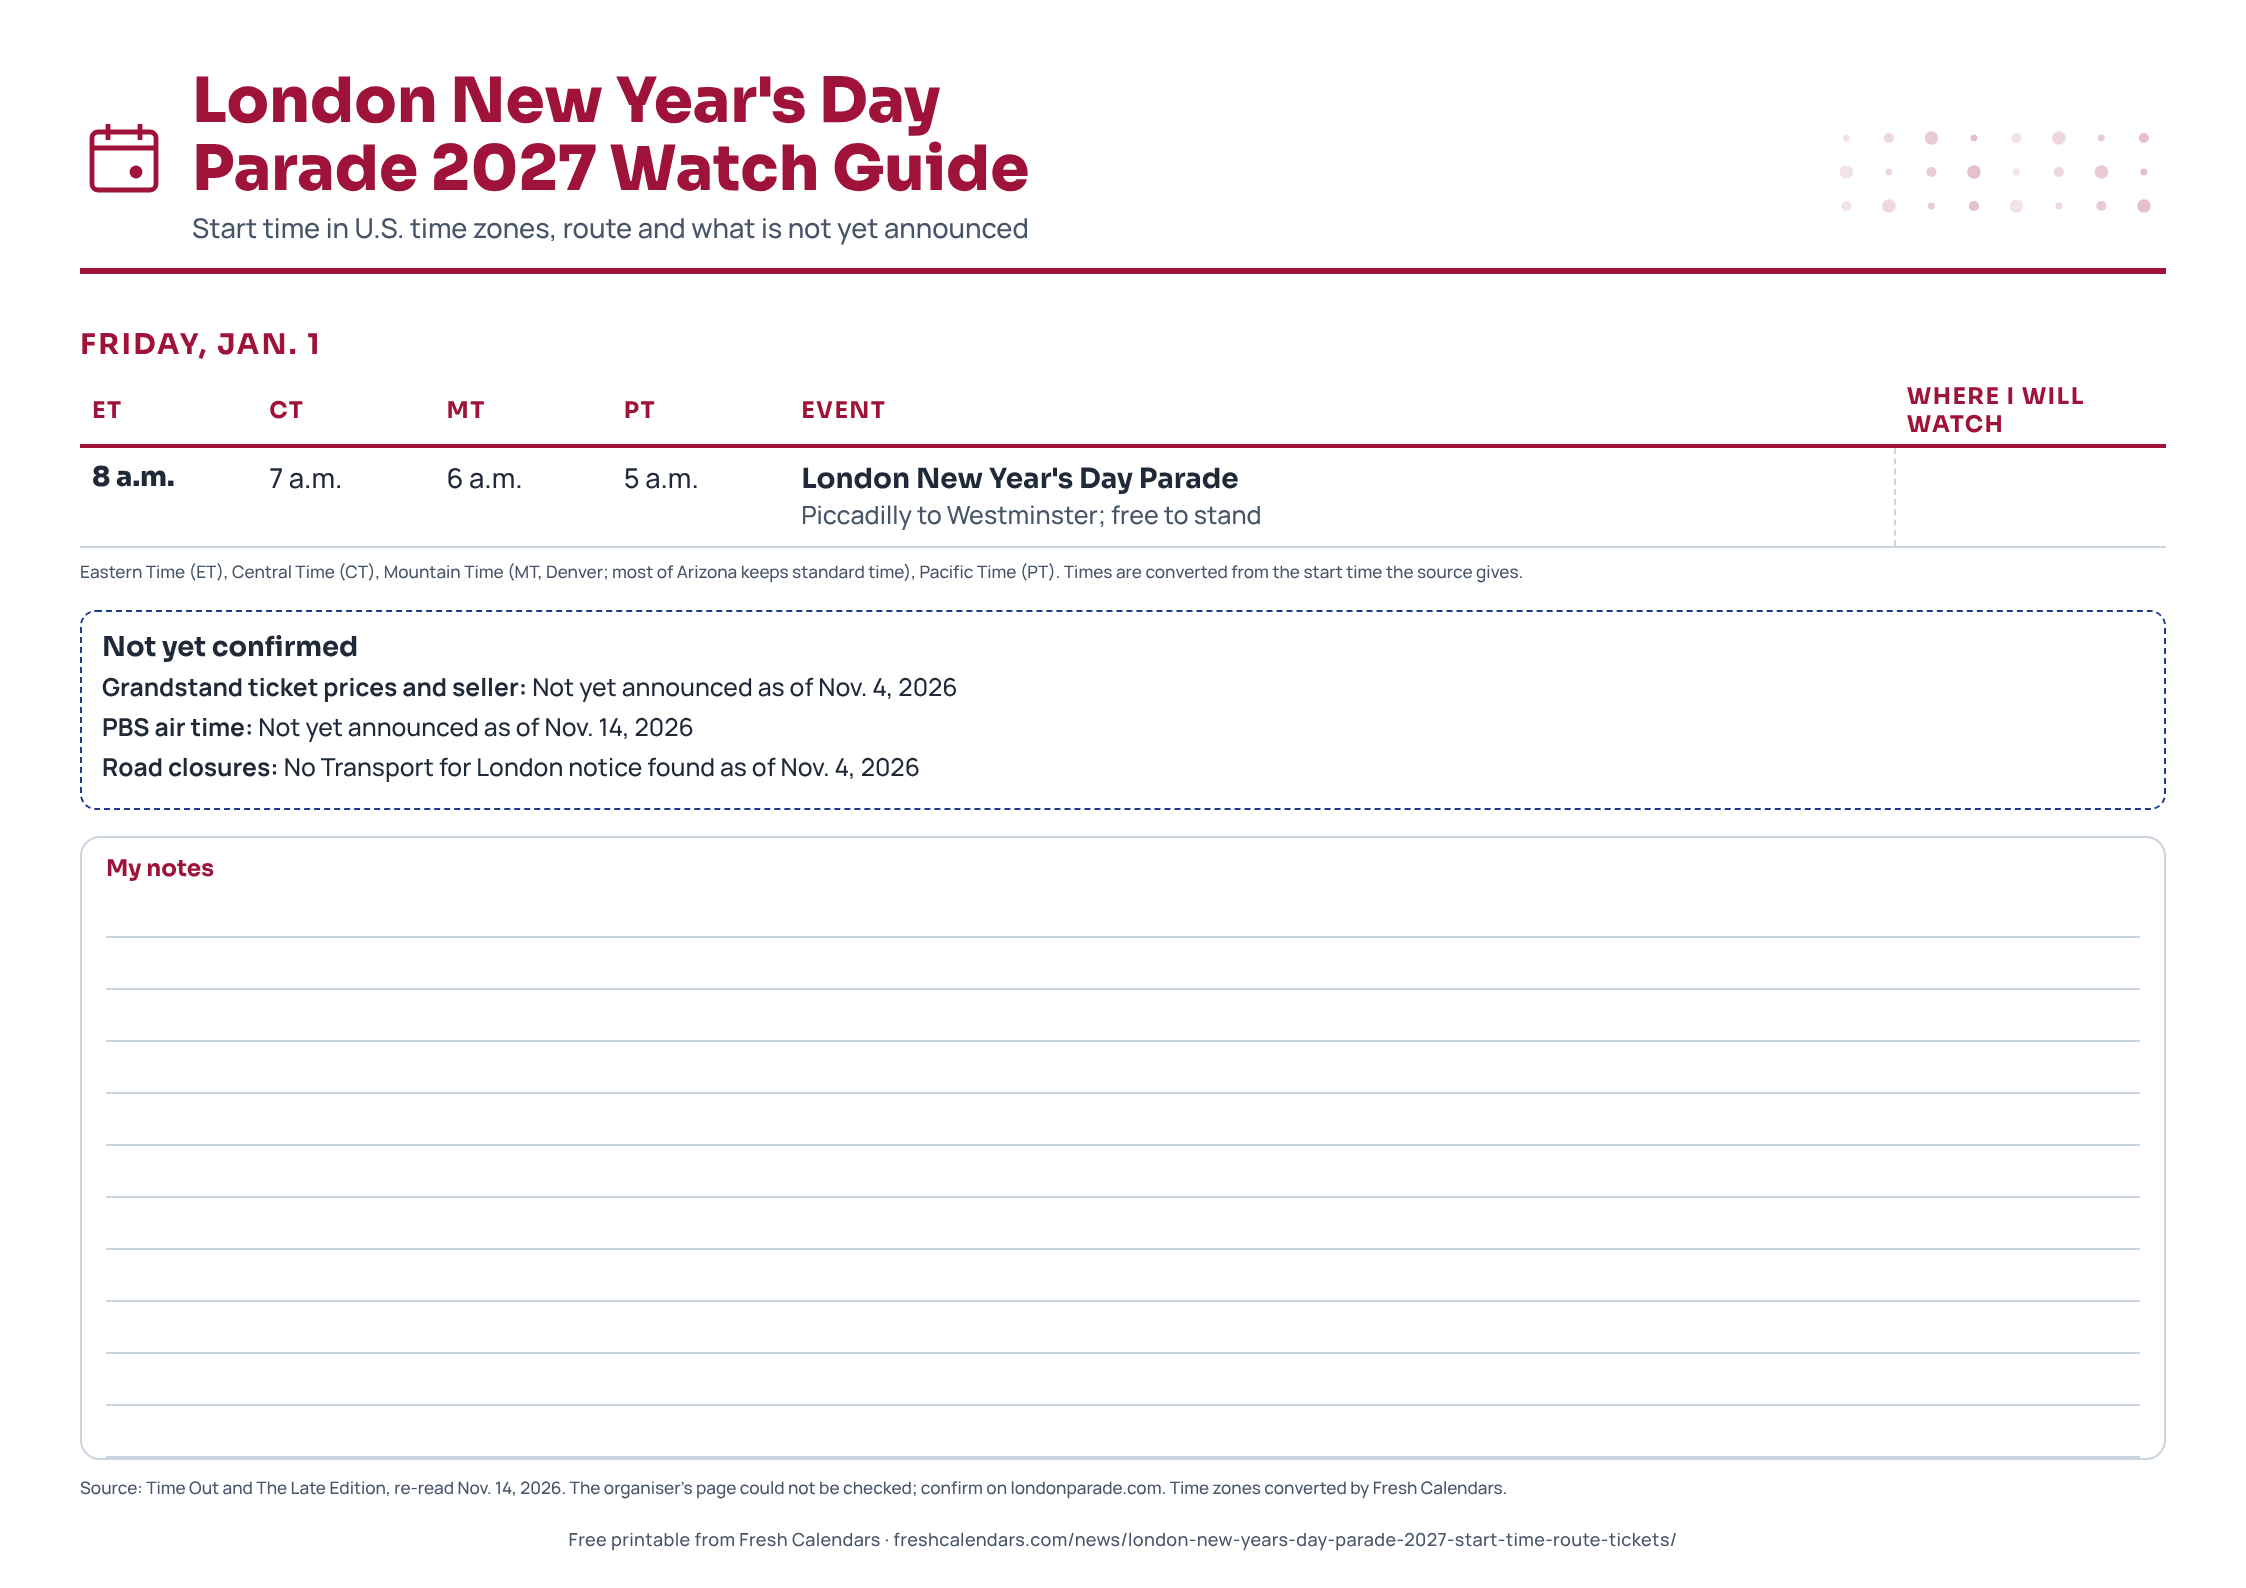 London New Year's Day
Parade 2027 Watch Guide
Start time in U.S. time zones, route and what is not yet announced
FRIDAY, JAN. 1
ET CT MT PT EVENT WHERE I WILL WATCH
8 a.m. 7 a.m. 6 a.m. 5 a.m. London New Year's Day Parade
Piccadilly to Westminster; free to stand
Eastern Time (ET), Central Time (CT), Mountain Time (MT, Denver; most of Arizona keeps standard time), Pacific Time (PT). Times are converted from the start time the source gives.
Not yet confirmed
Grandstand ticket prices and seller: Not yet announced as of Nov. 4, 2026
PBS air time: Not yet announced as of Nov. 14, 2026
Road closures: No Transport for London notice found as of Nov. 4, 2026
My notes
Source: Time Out and The Late Edition, re-read Nov. 14, 2026. The organiser's page could not be checked; confirm on londonparade.com. Time zones converted by Fresh Calendars.
Free printable from Fresh Calendars · freshcalendars.com/news/london-new-years-day-parade-2027-start-time-route-tickets/